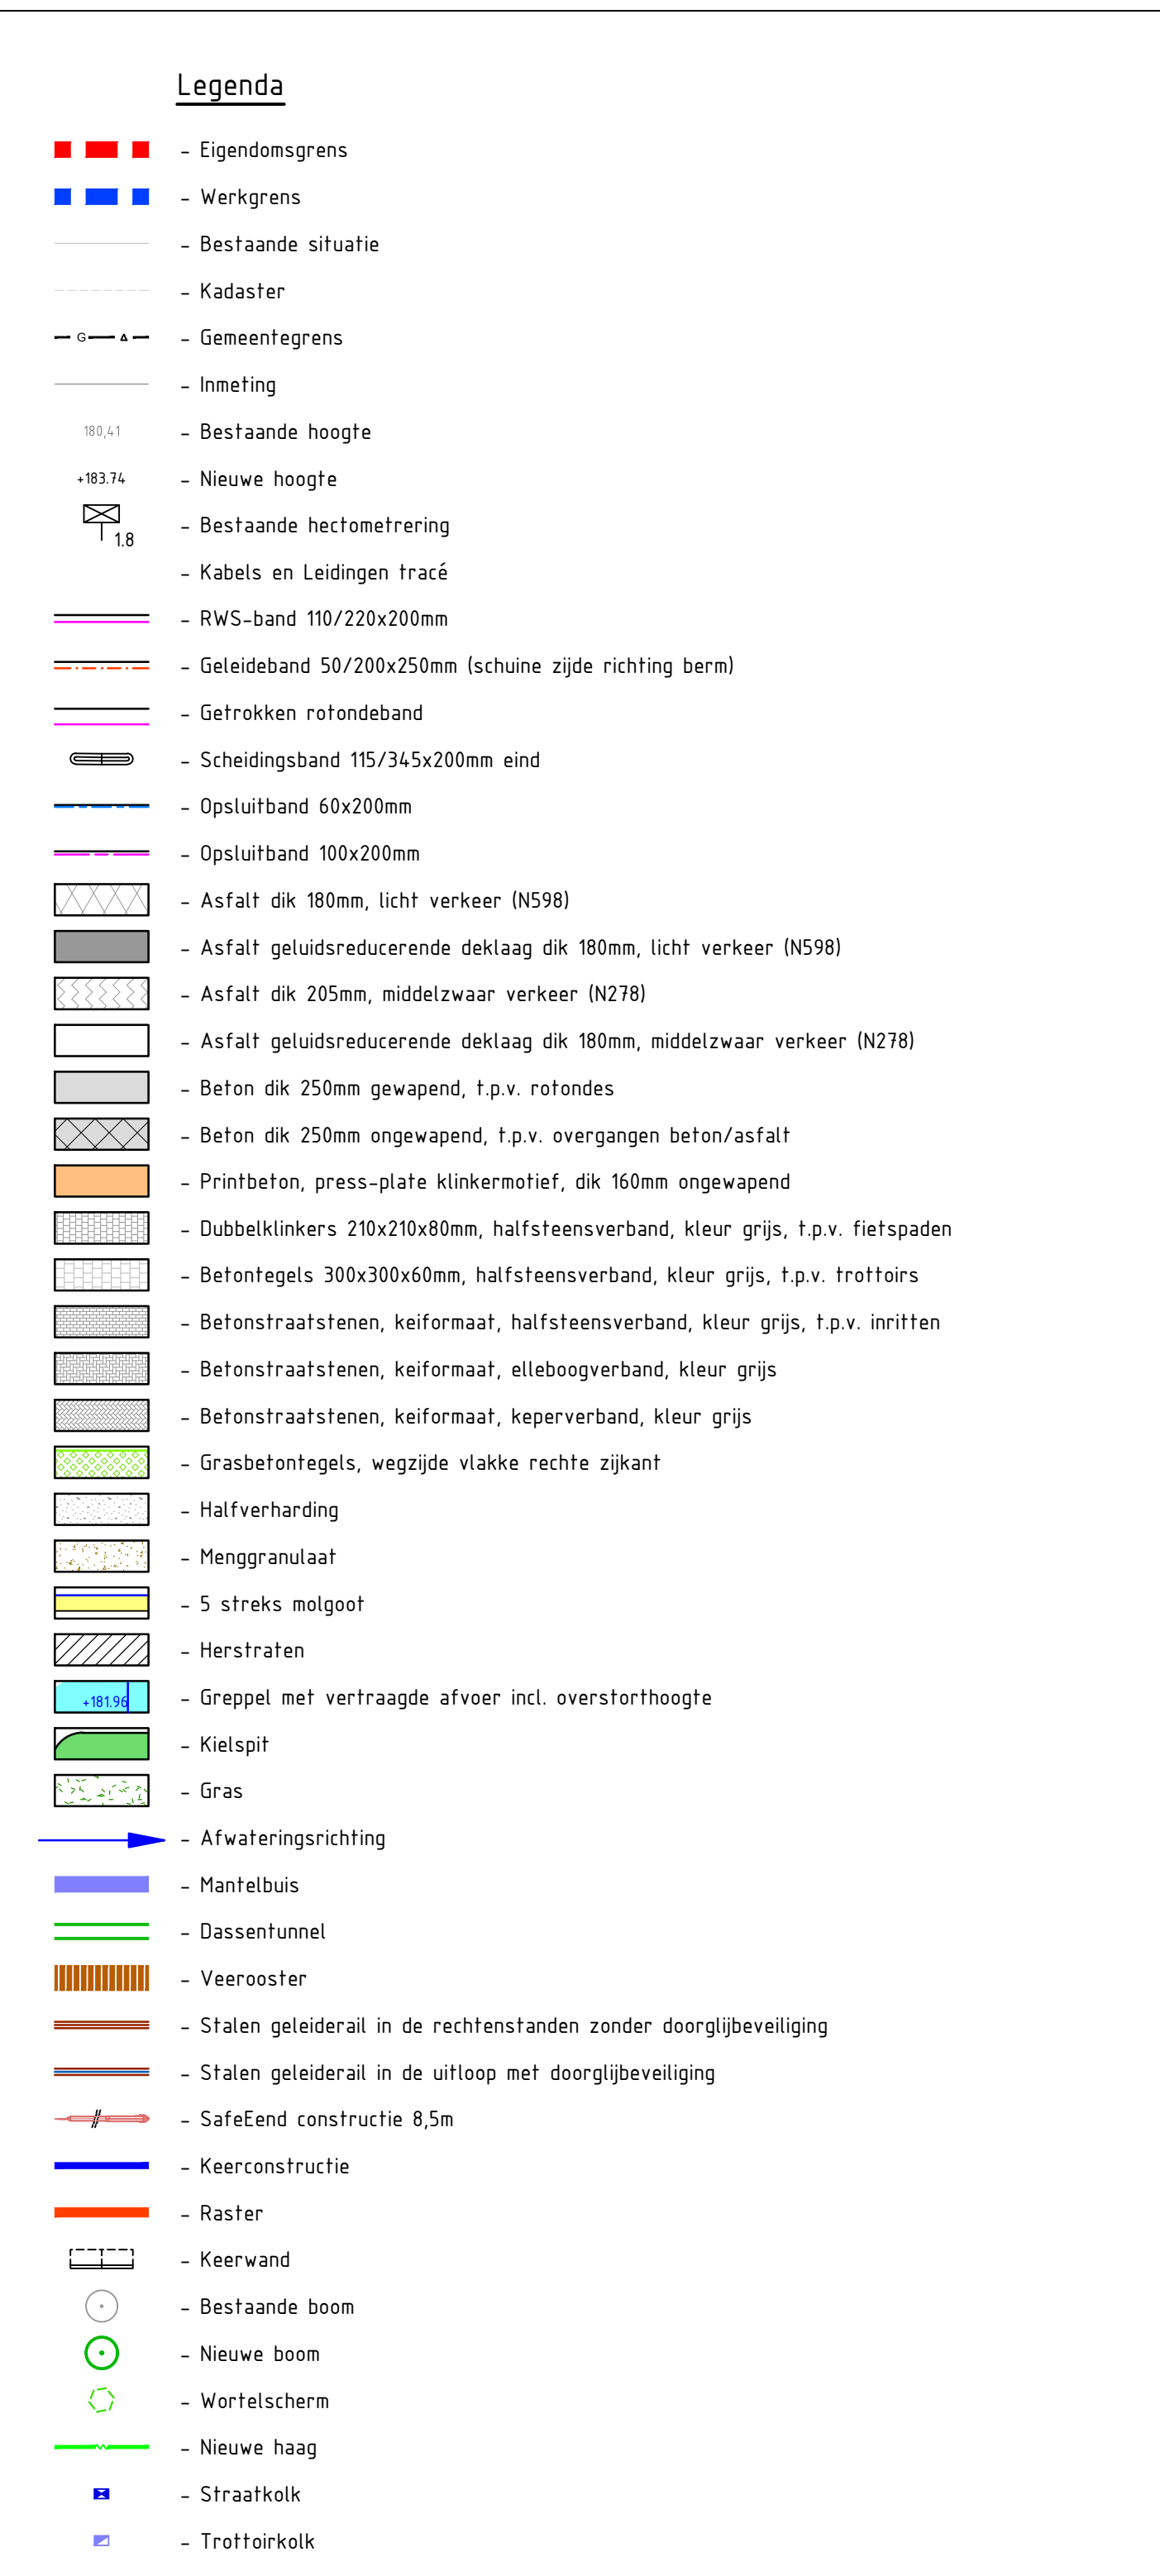 Legenda
- Eigendomsgrens
- Werkgrens
- Bestaande situatie
- Kadaster
G - Gemeentegrens
- Inmeting
180,41 - Bestaande hoogte
+183.74 - Nieuwe hoogte
1.8 - Bestaande hectometrering
- Kabels en Leidingen tracé
- RWS-band 110/220x200mm
- Geleideband 50/200x250mm (schuine zijde richting berm)
- Getrokken rotondeband
- Scheidingsband 115/345x200mm eind
- Opsluitband 60x200mm
- Opsluitband 100x200mm
- Asfalt dik 180mm, licht verkeer (N598)
- Asfalt geluidsreducerende deklaag dik 180mm, licht verkeer (N598)
- Asfalt dik 205mm, middelzwaar verkeer (N278)
- Asfalt geluidsreducerende deklaag dik 180mm, middelzwaar verkeer (N278)
- Beton dik 250mm gewapend, t.p.v. rotondes
- Beton dik 250mm ongewapend, t.p.v. overgangen beton/asfalt
- Printbeton, press-plate klinkermotief, dik 160mm ongewapend
- Dubbelklinkers 210x210x80mm, halfsteensverband, kleur grijs, t.p.v. fietspaden
- Betontegels 300x300x60mm, halfsteensverband, kleur grijs, t.p.v. trottoirs
- Betonstraatstenen, keiformaat, halfsteensverband, kleur grijs, t.p.v. inritten
- Betonstraatstenen, keiformaat, elleboogverband, kleur grijs
- Betonstraatstenen, keiformaat, keperverband, kleur grijs
- Grasbetontegels, wegzijde vlakke rechte zijkant
- Halfverharding
- Menggranulaat
- 5 streks molgoot
- Herstraten
+181.96 - Greppel met vertraagde afvoer incl. overstorthoogte
- Kielspit
- Gras
- Afwateringsrichting
- Mantelbuis
- Dassentunnel
- Veerooster
- Stalen geleiderail in de rechtenstanden zonder doorglijbeveiliging
- Stalen geleiderail in de uitloop met doorglijbeveiliging
- SafeEend constructie 8,5m
- Keerconstructie
- Raster
- Keerwand
- Bestaande boom
- Nieuwe boom
- Wortelscherm
- Nieuwe haag
- Straatkolk
- Trottoirkolk